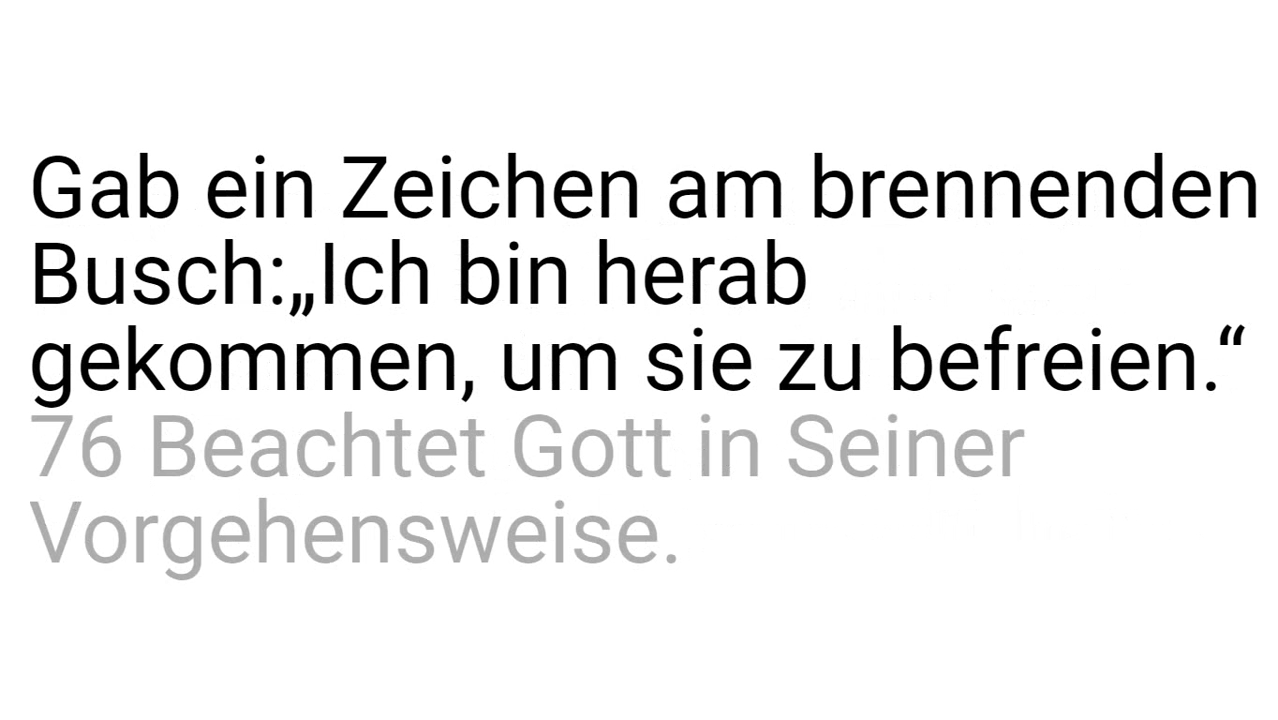 Gab ein Zeichen am brennenden
Busch:„Ich bin herab
gekommen, um sie zu befreien.“
76 Beachtet Gott in Seiner
Vorgehensweise.